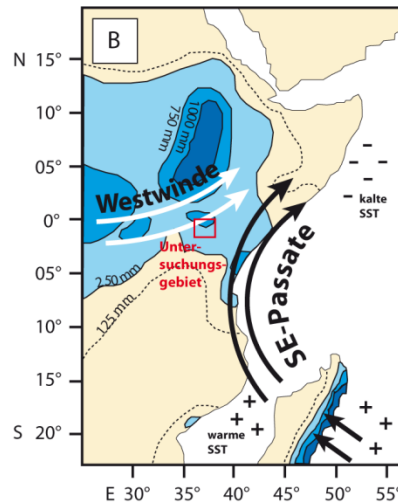 B
N 15°
10°
05°
0°
05°
10°
15°
S 20°
E 30° 35° 40° 45° 50° 55°
750 mm
1000 mm
Westwinde
Unter-
suchungs-
gebiet
250 mm
125 mm
SE-Passate
kalte
SST
warme
SST